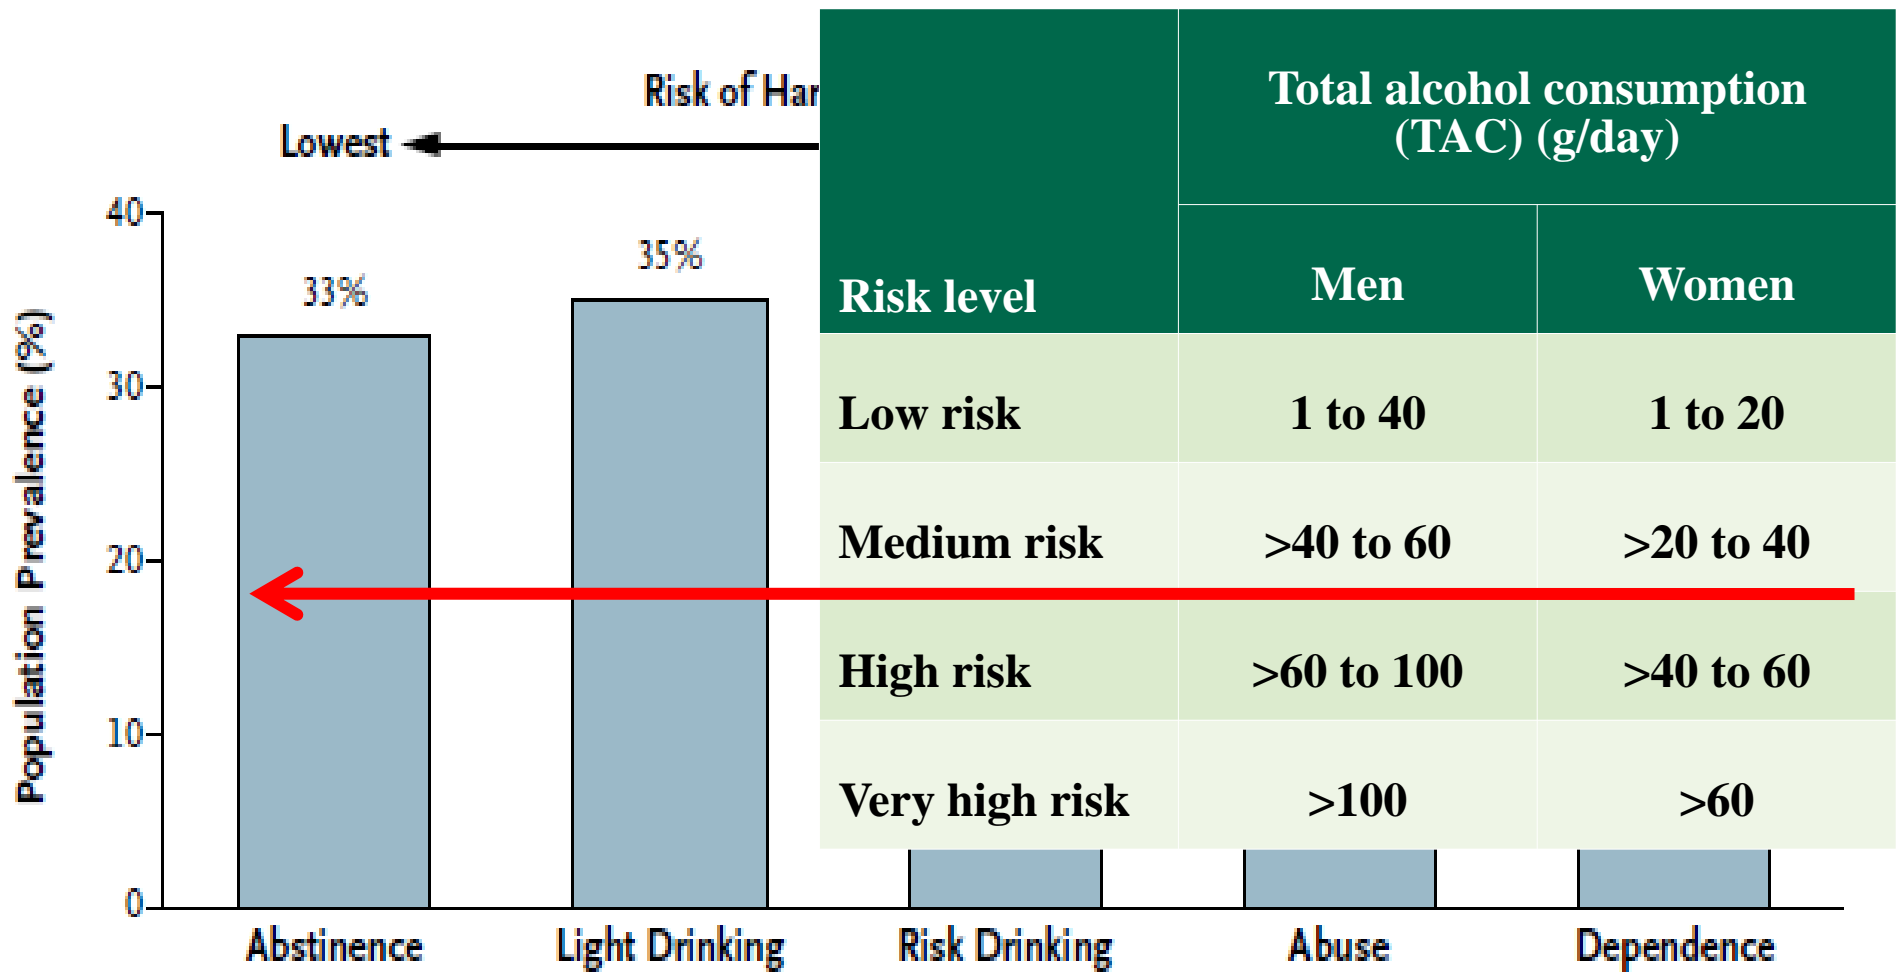 Risk of Har
Lowest
40
33%
35%
30
20
10
0
Population Prevalence (%)
Abstinence
Light Drinking
Risk Drinking
Abuse
Dependence
Total alcohol consumption
(TAC) (g/day)
Risk level
Men
Women
Low risk
1 to 40
1 to 20
Medium risk
>40 to 60
>20 to 40
High risk
>60 to 100
>40 to 60
Very high risk
>100
>60